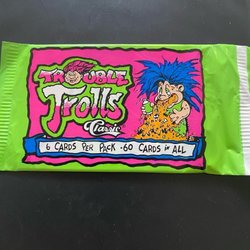 TROUBLE
Trolls
Classic
6 CARDS PER PACK • 60 CARDS IN ALL